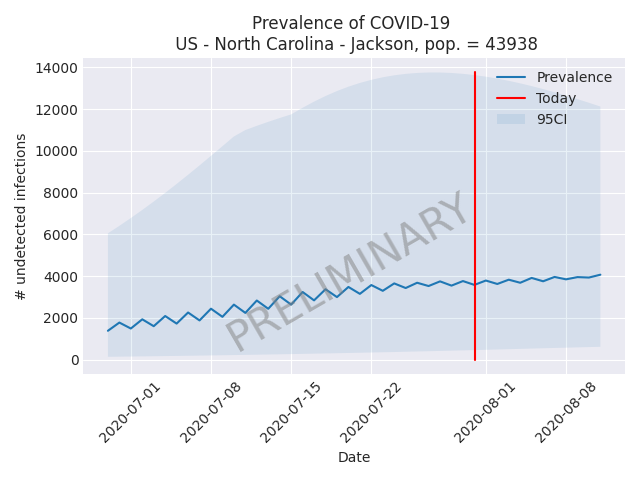 Prevalence of COVID-19
US - North Carolina - Jackson, pop. = 43938
# undetected infections
14000
12000
10000
8000
6000
4000
2000
0
Prevalence
Today
95CI
PRELIMINARY
2020-07-01
2020-07-08
2020-07-15
2020-07-22
2020-08-01
2020-08-08
Date